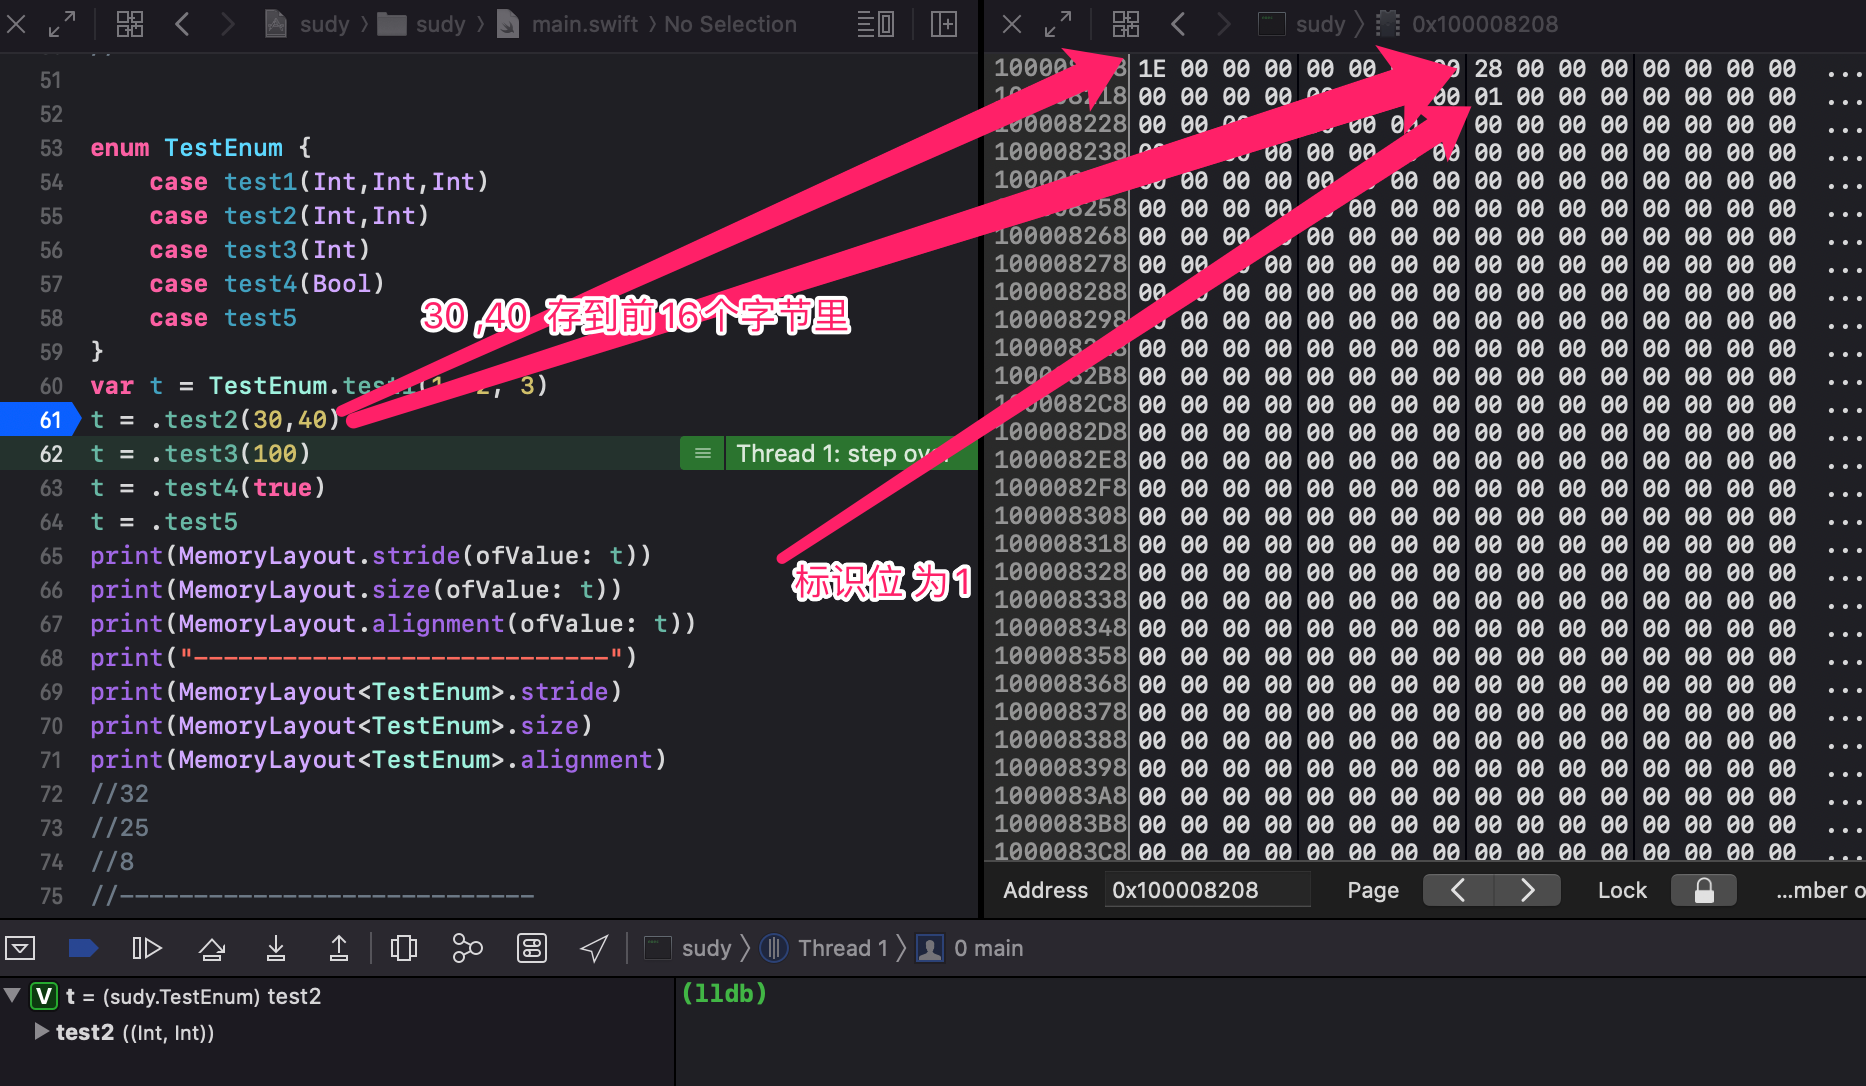 sudy 〉 sudy 〉 main.swift 〉 No Selection
51
52
53 enum TestEnum {
54 case test1(Int,Int,Int)
55 case test2(Int,Int)
56 case test3(Int)
57 case test4(Bool)
58 case test5
59 }
60 var t = TestEnum.test1(1, 2, 3)
61 t = .test2(30,40)
62 t = .test3(100)
Thread 1: step over
63 t = .test4(true)
64 t = .test5
65 print(MemoryLayout.stride(ofValue: t))
66 print(MemoryLayout.size(ofValue: t))
67 print(MemoryLayout.alignment(ofValue: t))
68 print("----------------------------")
69 print(MemoryLayout<TestEnum>.stride)
70 print(MemoryLayout<TestEnum>.size)
71 print(MemoryLayout<TestEnum>.alignment)
72 //32
73 //25
74 //8
75 //----------------------------
30 ,40 存到前16个字节里
标识位 为1
sudy 〉 0x100008208
1E 00 00 00 00 00 00 28 00 00 00 00 00 00 00 ...
00 00 00 00 00 00 01 00 00 00 00 00 00 00 ...
100008228 00 00 00 00 00 00 00 00 00 00 00 00 00 00 00 ...
100008238 00 00 00 00 00 00 00 00 00 00 00 00 00 ...
00 00 00 00 00 00 00 00 00 00 00 00 00 00 ...
100008258 00 00 00 00 00 00 00 00 00 00 00 00 00 00 00 00 ...
100008268 00 00 00 00 00 00 00 00 00 00 00 00 00 00 00 00 ...
100008278 00 00 00 00 00 00 00 00 00 00 00 00 00 00 00 00 ...
100008288 00 00 00 00 00 00 00 00 00 00 00 00 00 00 00 00 ...
100008298 00 00 00 00 00 00 00 00 00 00 00 00 00 00 00 00 ...
1000082A8 00 00 00 00 00 00 00 00 00 00 00 00 00 00 00 00 ...
1000082B8 00 00 00 00 00 00 00 00 00 00 00 00 00 00 00 00 ...
1000082C8 00 00 00 00 00 00 00 00 00 00 00 00 00 00 00 00 ...
1000082D8 00 00 00 00 00 00 00 00 00 00 00 00 00 00 00 00 ...
1000082E8 00 00 00 00 00 00 00 00 00 00 00 00 00 00 00 00 ...
1000082F8 00 00 00 00 00 00 00 00 00 00 00 00 00 00 00 00 ...
100008308 00 00 00 00 00 00 00 00 00 00 00 00 00 00 00 00 ...
100008318 00 00 00 00 00 00 00 00 00 00 00 00 00 00 00 00 ...
100008328 00 00 00 00 00 00 00 00 00 00 00 00 00 00 00 00 ...
100008338 00 00 00 00 00 00 00 00 00 00 00 00 00 00 00 00 ...
100008348 00 00 00 00 00 00 00 00 00 00 00 00 00 00 00 00 ...
100008358 00 00 00 00 00 00 00 00 00 00 00 00 00 00 00 00 ...
100008368 00 00 00 00 00 00 00 00 00 00 00 00 00 00 00 00 ...
100008378 00 00 00 00 00 00 00 00 00 00 00 00 00 00 00 00 ...
100008388 00 00 00 00 00 00 00 00 00 00 00 00 00 00 00 00 ...
100008398 00 00 00 00 00 00 00 00 00 00 00 00 00 00 00 00 ...
1000083A8 00 00 00 00 00 00 00 00 00 00 00 00 00 00 00 00 ...
1000083B8 00 00 00 00 00 00 00 00 00 00 00 00 00 00 00 00 ...
1000083C8 00 00 00 00 00 00 00 00 00 00 00 00 00 00 00 00 ...
Address 0x100008208 Page Lock ...mber o
sudy 〉 Thread 1 〉 0 main
V t = (sudy.TestEnum) test2
test2 ((Int, Int))
(lldb)